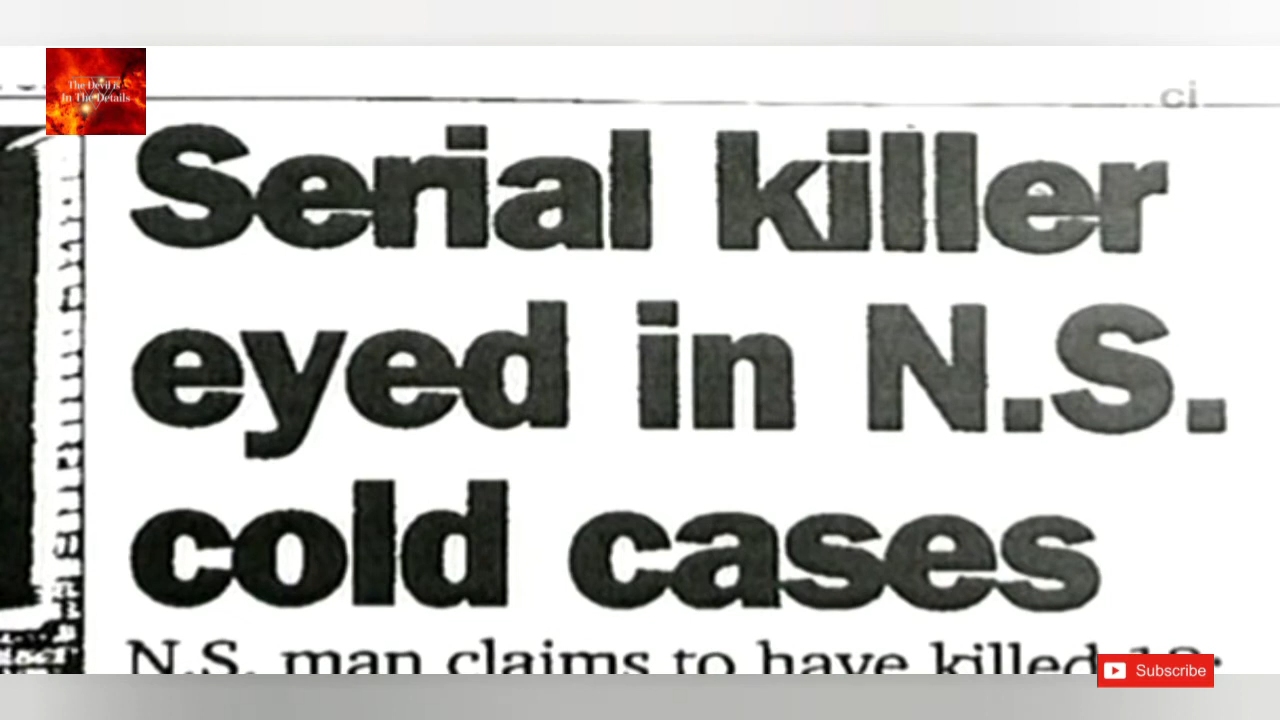 The Devil is
In The Details
ci
Serial killer
eyed in N.S.
cold cases
N.S. man claims to have killed
Subscribe